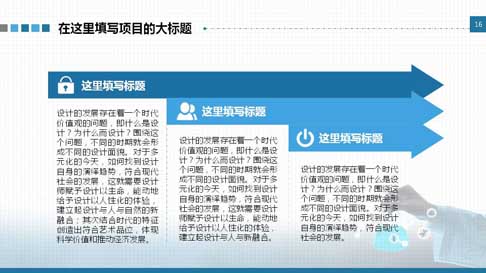 在这里填写项目的大标题
16
这里填写标题
设计的发展存在着一个时代
价值观的问题，即什么是设
计？为什么而设计？围绕这
个问题，不同的时期就会形
成不同的设计面貌。对于多
元化的今天，如何找到设计
自身的演绎趋势，符合现代
社会的发展，这就需要设计
师赋予设计以生命，能动地
给予设计以人性化的体验，
建立起设计与人与自然的新
融合；其次结合时代的特征
创造出符合艺术品位，体现
科学价值和推动经济发展。
这里填写标题
设计的发展存在着一个时代
价值观的问题，即什么是设
计？为什么而设计？围绕这
个问题，不同的时期就会形
成不同的设计面貌。对于多
元化的今天，如何找到设计
自身的演绎趋势，符合现代
社会的发展，这就需要设计
师赋予设计以生命，能动地
给予设计以人性化的体验，
建立起设计与人与新融合。
这里填写标题
设计的发展存在着一个时代
价值观的问题，即什么是设
计？为什么而设计？围绕这
个问题，不同的时期就会形
成不同的设计面貌。对于多
元化的今天，如何找到设计
自身的演绎趋势，符合现代
社会的发展。